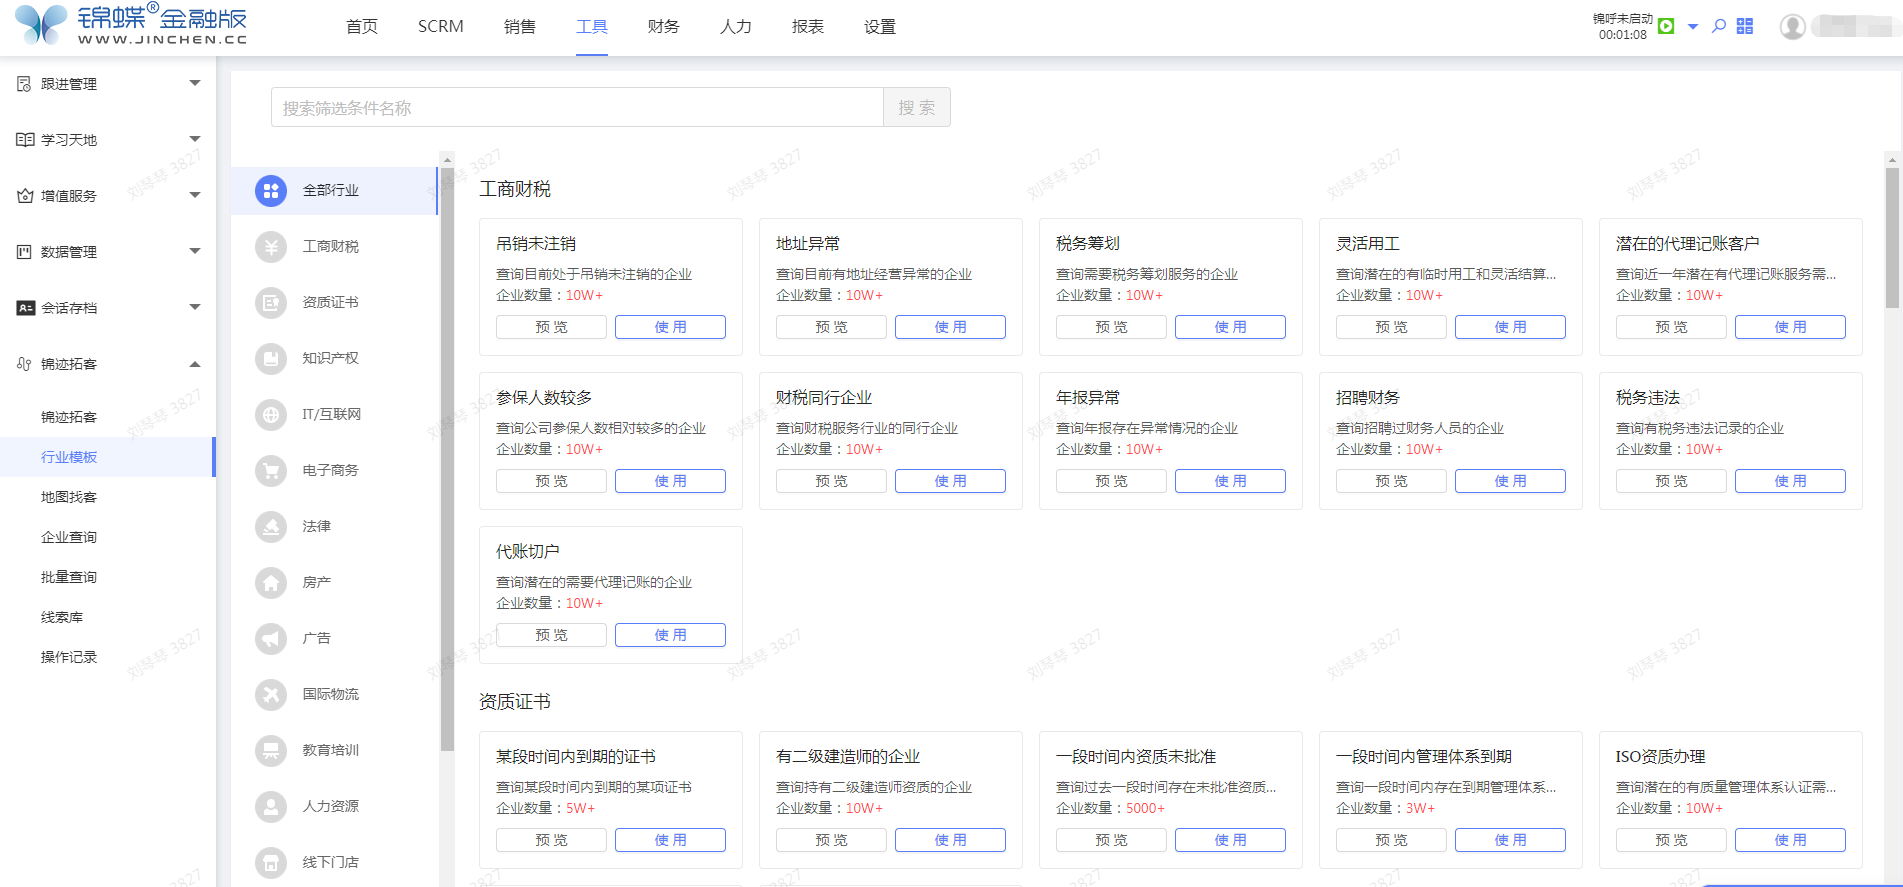 锦蝶®金融版
WWW.JINCHEN.CC
首页 SCRM 销售 工具 财务 人力 报表 设置
锦呼未启动
00:01:08
跟进管理
学习天地
增值服务
数据管理
会话存档
锦迹拓客
锦迹拓客
行业模板
地图找客
企业查询
批量查询
线索库
操作记录
搜索筛选条件名称 搜 索
全部行业
工商财税
资质证书
知识产权
IT/互联网
电子商务
法律
房产
广告
国际物流
教育培训
人力资源
线下门店
工商财税
吊销未注销
查询目前处于吊销未注销的企业
企业数量：10W+
预 览 使 用
地址异常
查询目前有地址经营异常的企业
企业数量：10W+
预 览 使 用
税务筹划
查询需要税务筹划服务的企业
企业数量：10W+
预 览 使 用
灵活用工
查询潜在的有临时用工和灵活结算...
企业数量：10W+
预 览 使 用
潜在的代理记账客户
查询近一年潜在有代理记账服务需...
企业数量：10W+
预 览 使 用
参保人数较多
查询公司参保人数相对较多的企业
企业数量：10W+
预 览 使 用
财税同行企业
查询财税服务行业的同行企业
企业数量：10W+
预 览 使 用
年报异常
查询年报存在异常情况的企业
企业数量：10W+
预 览 使 用
招聘财务
查询招聘过财务人员的企业
企业数量：10W+
预 览 使 用
税务违法
查询有税务违法记录的企业
企业数量：10W+
预 览 使 用
代账切户
查询潜在的需要代理记账的企业
企业数量：10W+
预 览 使 用
资质证书
某段时间内到期的证书
查询某段时间内到期的某项证书
企业数量：5W+
预 览 使 用
有二级建造师的企业
查询持有二级建造师资质的企业
企业数量：10W+
预 览 使 用
一段时间内资质未批准
查询过去一段时间存在未批准资质...
企业数量：5000+
预 览 使 用
一段时间内管理体系到期
查询一段时间内存在到期管理体系...
企业数量：3W+
预 览 使 用
ISO资质办理
查询潜在的有质量管理体系认证需...
企业数量：10W+
预 览 使 用
刘琴琴 3827